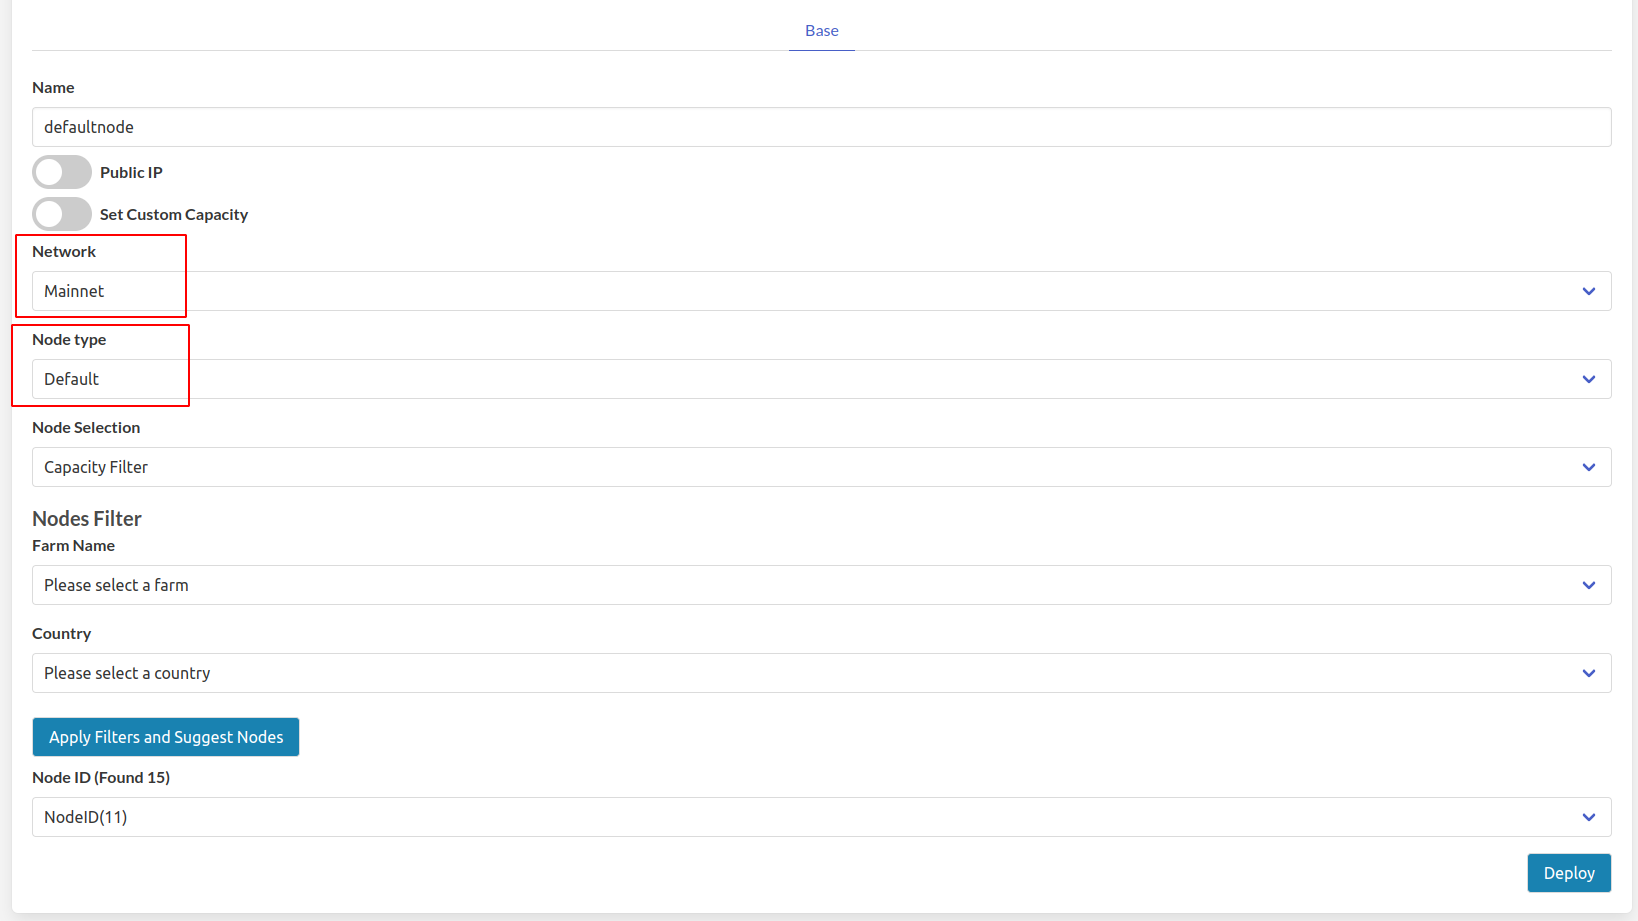 Base
Name
defaultnode
Public IP
Set Custom Capacity
Network
Mainnet
Node type
Default
Node Selection
Capacity Filter
Nodes Filter
Farm Name
Please select a farm
Country
Please select a country
Apply Filters and Suggest Nodes
Node ID (Found 15)
NodeID(11)
Deploy